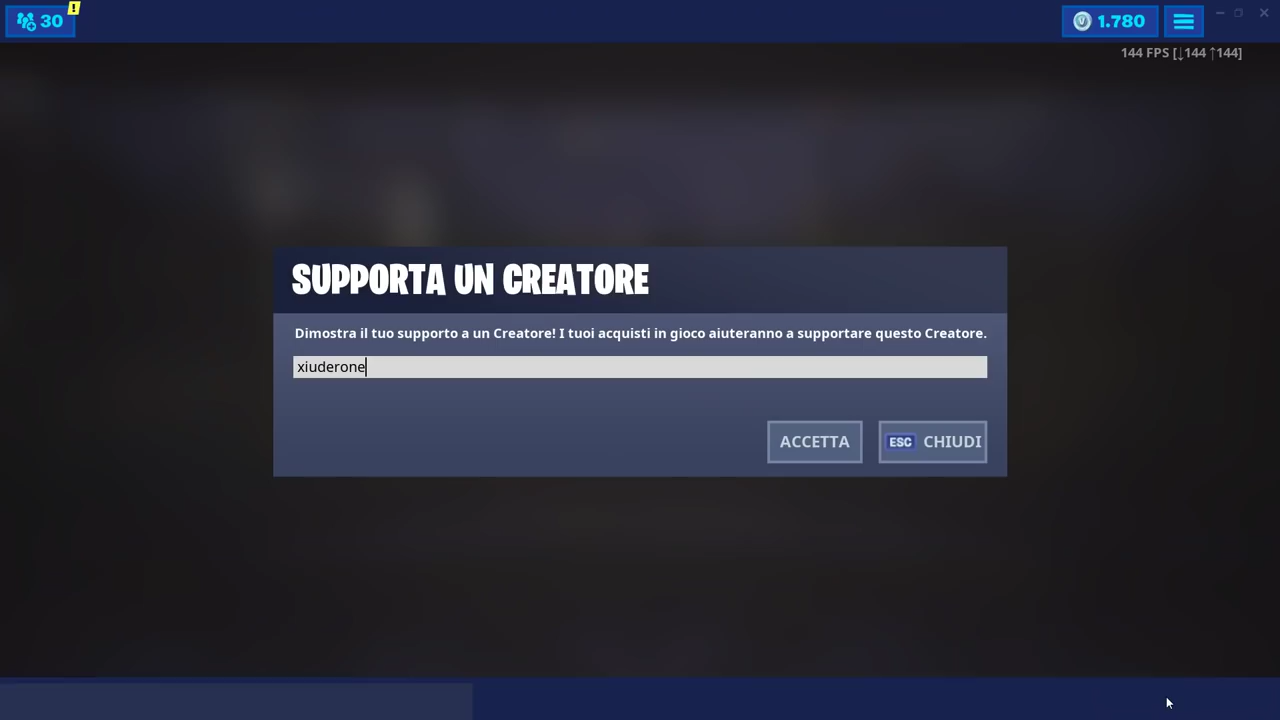 30 !
1.780
144 FPS [↓144 ↑144]
SUPPORTA UN CREATORE
Dimostra il tuo supporto a un Creatore! I tuoi acquisti in gioco aiuteranno a supportare questo Creatore.
xiuderone
ACCETTA
ESC CHIUDI